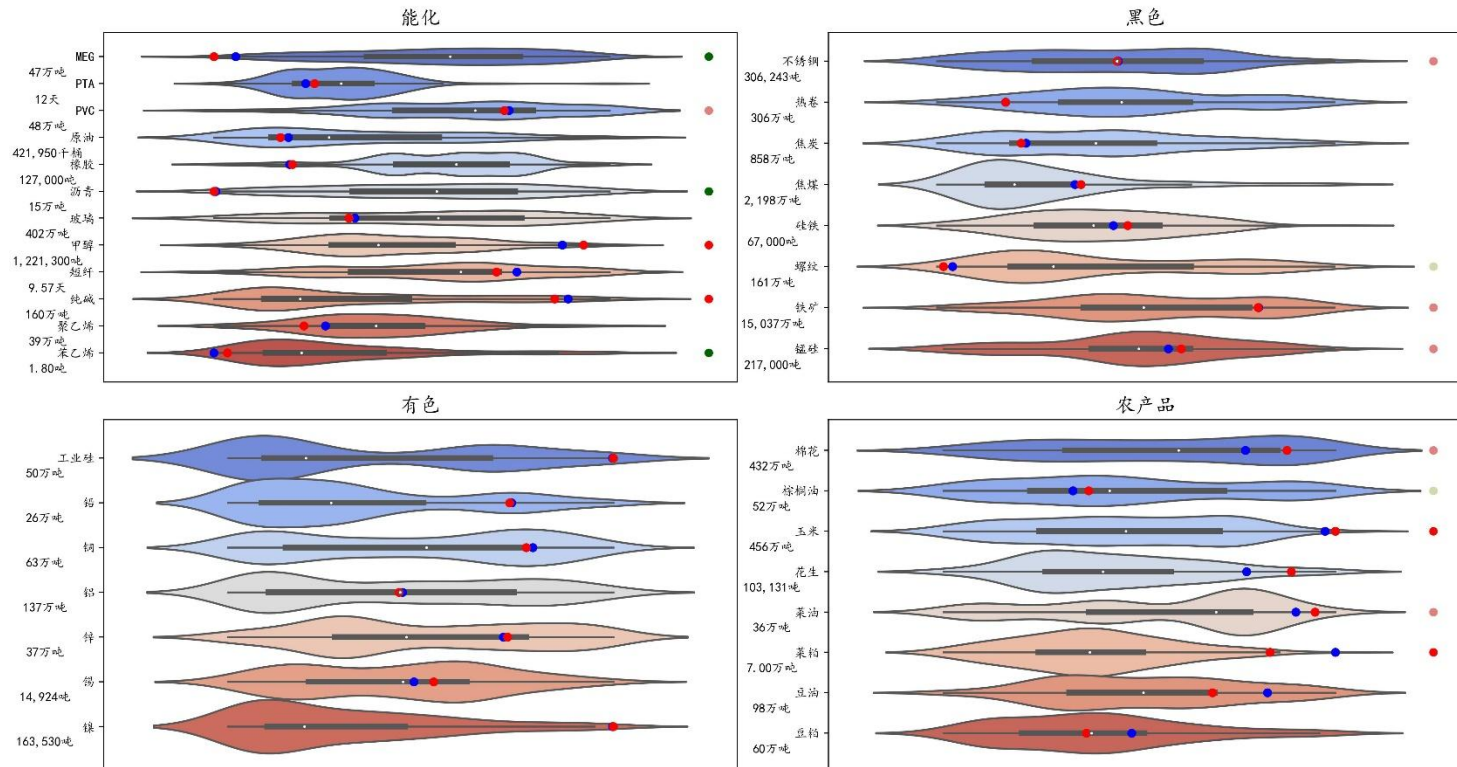 能化
MEG
47万吨
PTA
12天
PVC
48万吨
原油
421,950千桶
橡胶
127,000吨
沥青
15万吨
玻璃
402万吨
甲醇
1,221,300吨
短纤
9.57天
纯碱
160万吨
聚乙烯
39万吨
苯乙烯
1.80吨
黑色
不锈钢
306,243吨
热卷
306万吨
焦炭
858万吨
焦煤
2,198万吨
硅铁
67,000吨
螺纹
161万吨
铁矿
15,037万吨
锰硅
217,000吨
有色
工业硅
50万吨
铅
26万吨
铜
63万吨
铝
137万吨
锌
37万吨
锡
14,924吨
镍
163,530吨
农产品
棉花
432万吨
棕榈油
52万吨
玉米
456万吨
花生
103,131吨
菜油
36万吨
菜粕
7.00万吨
豆油
98万吨
豆粕
60万吨